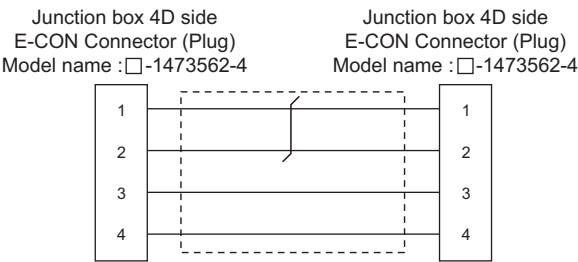 Junction box 4D side
E-CON Connector (Plug)
Model name :□-1473562-4
Junction box 4D side
E-CON Connector (Plug)
Model name :□-1473562-4
1
2
3
4
1
2
3
4